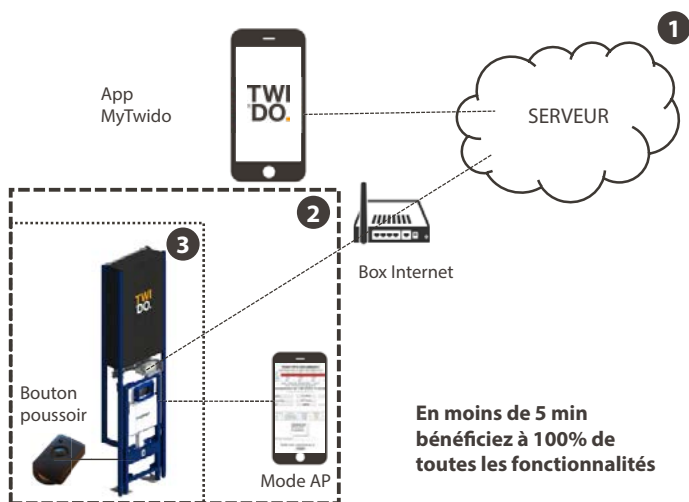 1
App
MyTwido
TWI
DO.
SERVEUR
2
3
TWI
DO.
Box Internet
Bouton
poussoir
Mode AP
En moins de 5 min
bénéficiez à 100% de
toutes les fonctionnalités